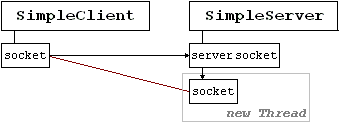 SimpleClient
SimpleServer
socket
server socket
socket
new Thread